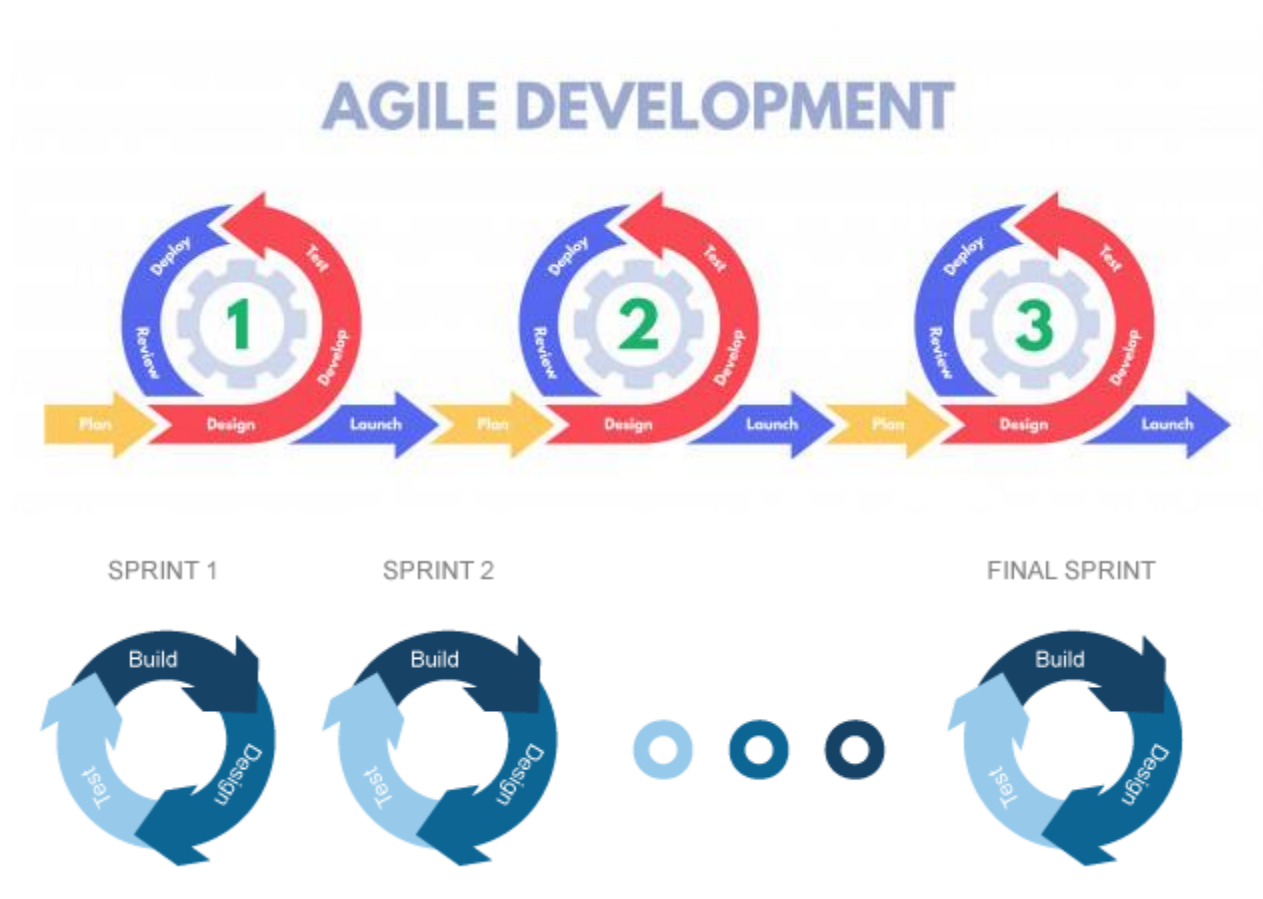 AGILE DEVELOPMENT
Deploy
Test
Review
1
Develop
Plan
Design
Launch
Deploy
Test
Review
2
Develop
Plan
Design
Launch
Deploy
Test
Review
3
Develop
Plan
Design
Launch
SPRINT 1
SPRINT 2
FINAL SPRINT
Build
Design
Test
Build
Design
Test
Build
Design
Test